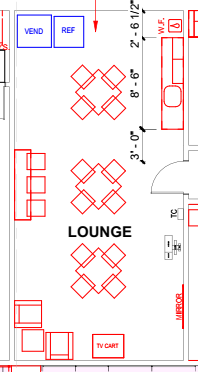 VEND
REF
2' - 6 1/2"
W.F.
8' - 6"
3' - 0"
TC
LOUNGE
MIRROR
TV CART